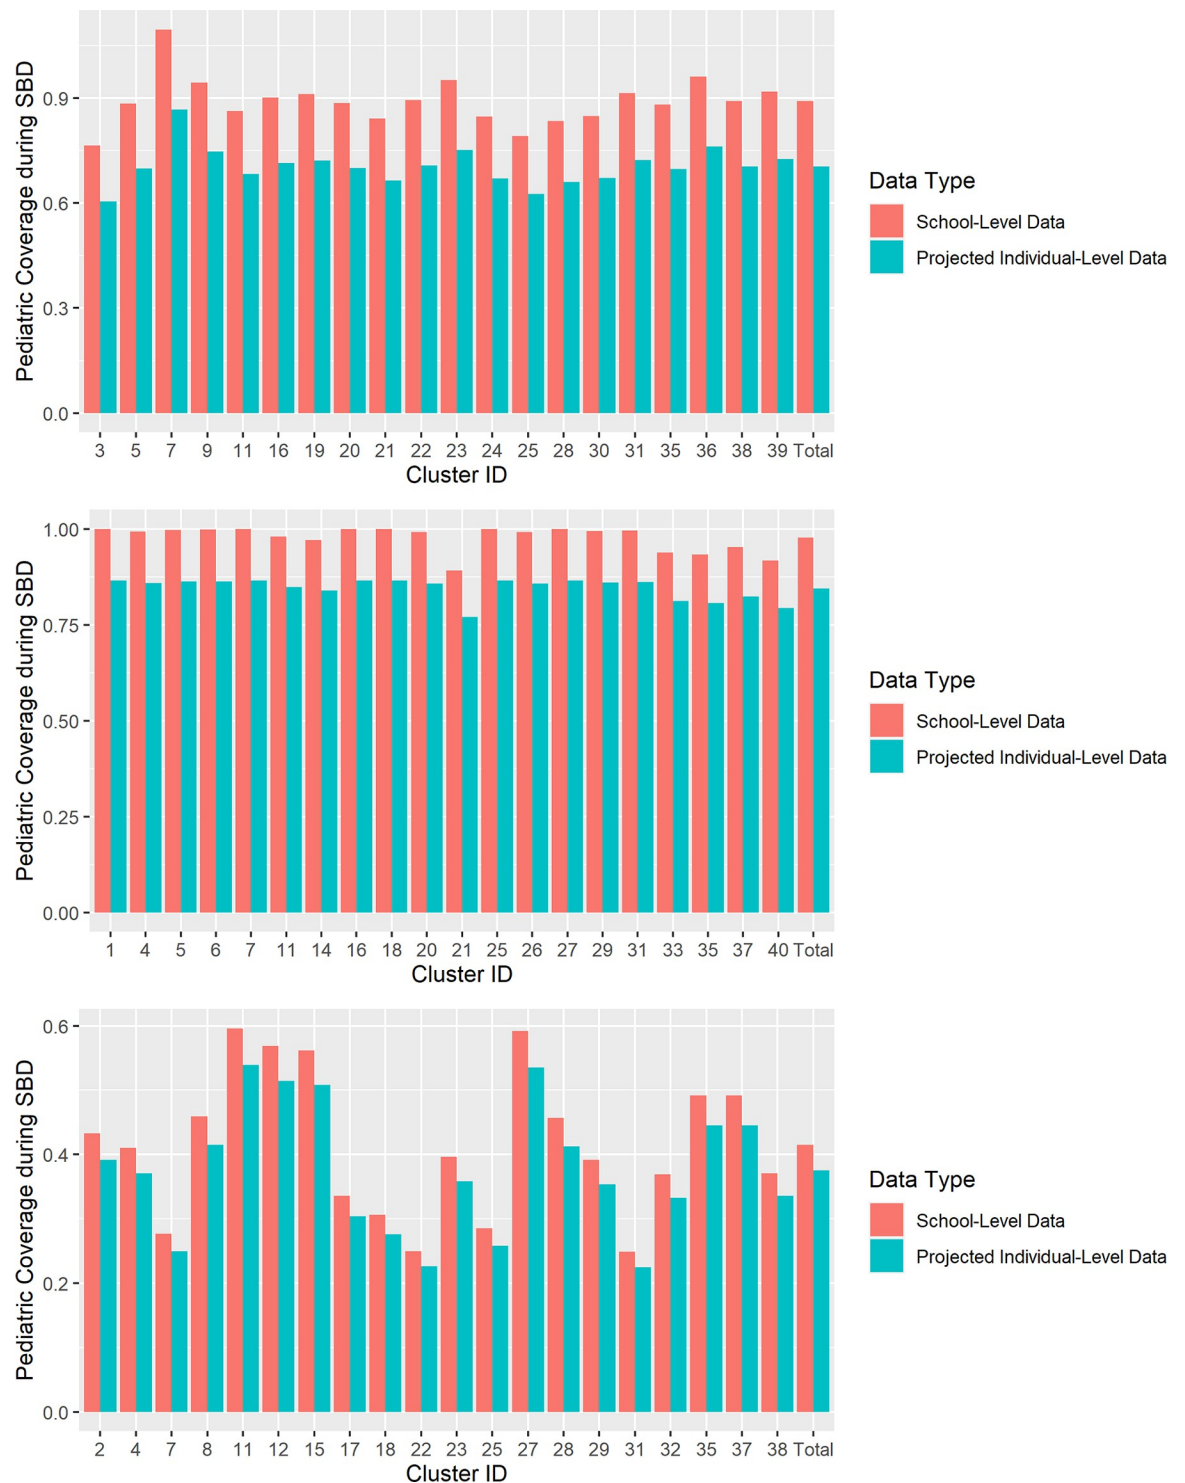 Pediatric Coverage during SBD
0.9
0.6
0.3
0.0
3 5 7 9 11 16 19 20 21 22 23 24 25 28 30 31 35 36 38 39 Total
Cluster ID
Data Type
School-Level Data
Projected Individual-Level Data
Pediatric Coverage during SBD
1.00
0.75
0.50
0.25
0.00
1 4 5 6 7 11 14 16 18 20 21 25 26 27 29 31 33 35 37 40 Total
Cluster ID
Data Type
School-Level Data
Projected Individual-Level Data
Pediatric Coverage during SBD
0.6
0.4
0.2
0.0
2 4 7 8 11 12 15 17 18 22 23 25 27 28 29 31 32 35 37 38 Total
Cluster ID
Data Type
School-Level Data
Projected Individual-Level Data